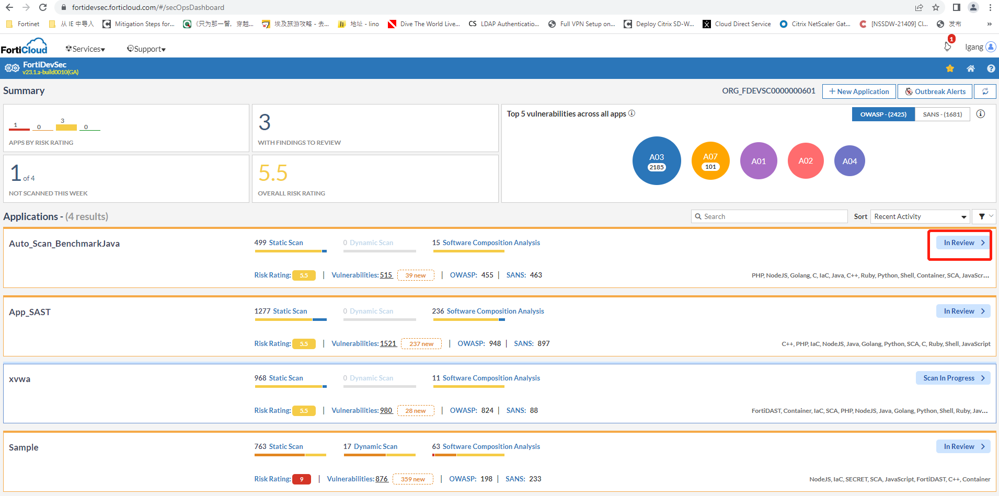 fortidevsec.forticloud.com/#/secOpsDashboard
Fortinet 从 IE 中导入 Mitigation Steps for... 《只为那一瞥，穿越... 埃及旅游攻略 - 去... 地址 - lino Dive The World Live... CS LDAP Authenticatio... Full VPN Setup on... Deploy Citrix SD-W... Cloud Direct Service Citrix NetScaler Gat... [NSSDW-21409] Cl... 发布 »
FortiCloud Services Support 1 lgang
FortiDevSec
v23.1.a-build0010(GA)
Summary ORG_FDEVSC0000000601 + New Application Outbreak Alerts
1 0 3 0
APPS BY RISK RATING
3
WITH FINDINGS TO REVIEW
1 of 4
NOT SCANNED THIS WEEK
5.5
OVERALL RISK RATING
Top 5 vulnerabilities across all apps OWASP - (2425) SANS - (1681)
A03 A07 A01 A02 A04
2185 101
Applications - (4 results) Search Sort Recent Activity
Auto_Scan_BenchmarkJava 499 Static Scan 0 Dynamic Scan 15 Software Composition Analysis In Review
Risk Rating: 5.5 | Vulnerabilities: 515 39 new | OWASP: 455 | SANS: 463 PHP, NodeJS, Golang, C, IaC, Java, C++, Ruby, Python, Shell, Container, SCA, JavaScr...
App_SAST 1277 Static Scan 0 Dynamic Scan 236 Software Composition Analysis In Review
Risk Rating: 5.5 | Vulnerabilities: 1521 237 new | OWASP: 948 | SANS: 897 C++, PHP, IaC, NodeJS, Java, Golang, Python, SCA, C, Ruby, Shell, JavaScript
xvwa 968 Static Scan 0 Dynamic Scan 11 Software Composition Analysis Scan In Progress
Risk Rating: 5.5 | Vulnerabilities: 980 28 new | OWASP: 824 | SANS: 88 FortiDAST, Container, IaC, SCA, PHP, NodeJS, Java, Golang, Python, Shell, Ruby, Jav...
Sample 763 Static Scan 17 Dynamic Scan 63 Software Composition Analysis In Review
Risk Rating: 9 | Vulnerabilities: 876 359 new | OWASP: 198 | SANS: 233 NodeJS, IaC, SECRET, SCA, JavaScript, FortiDAST, C++, Container